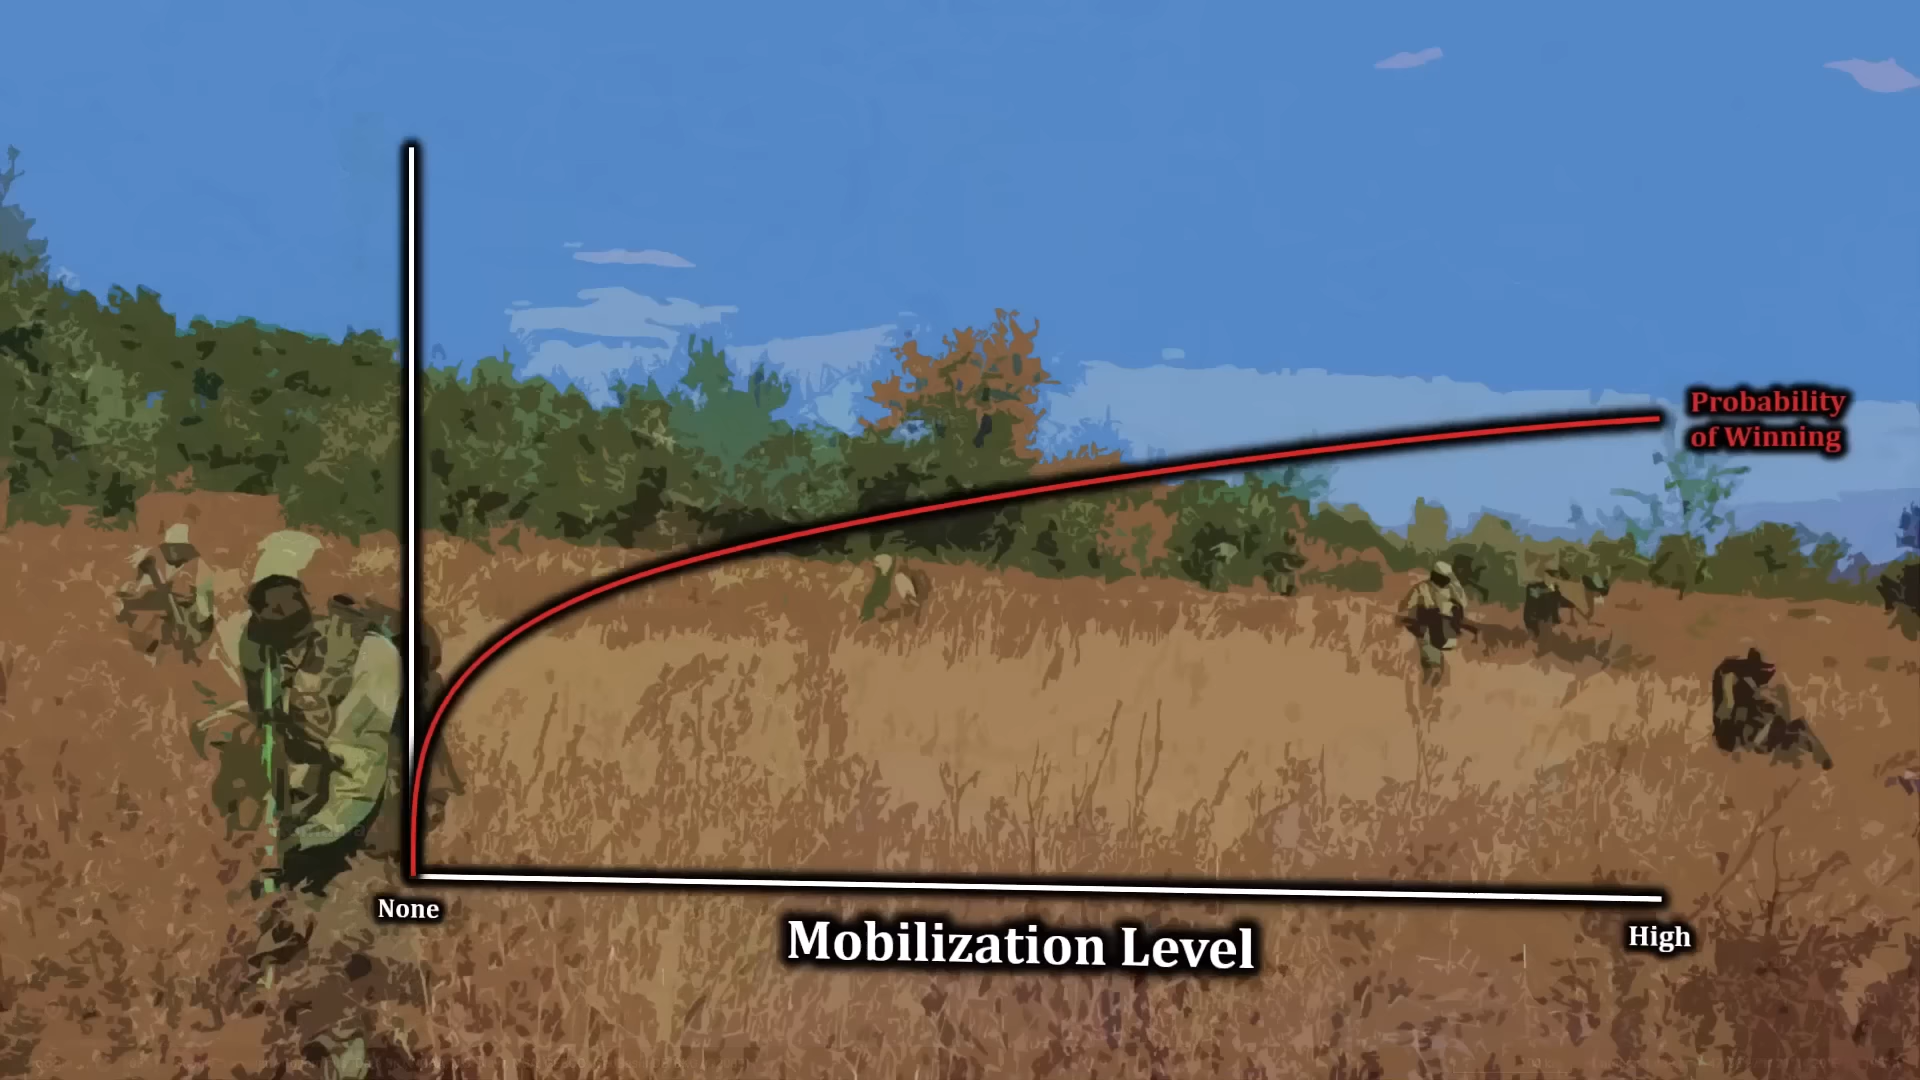 Probability
of Winning
None
High
Mobilization Level